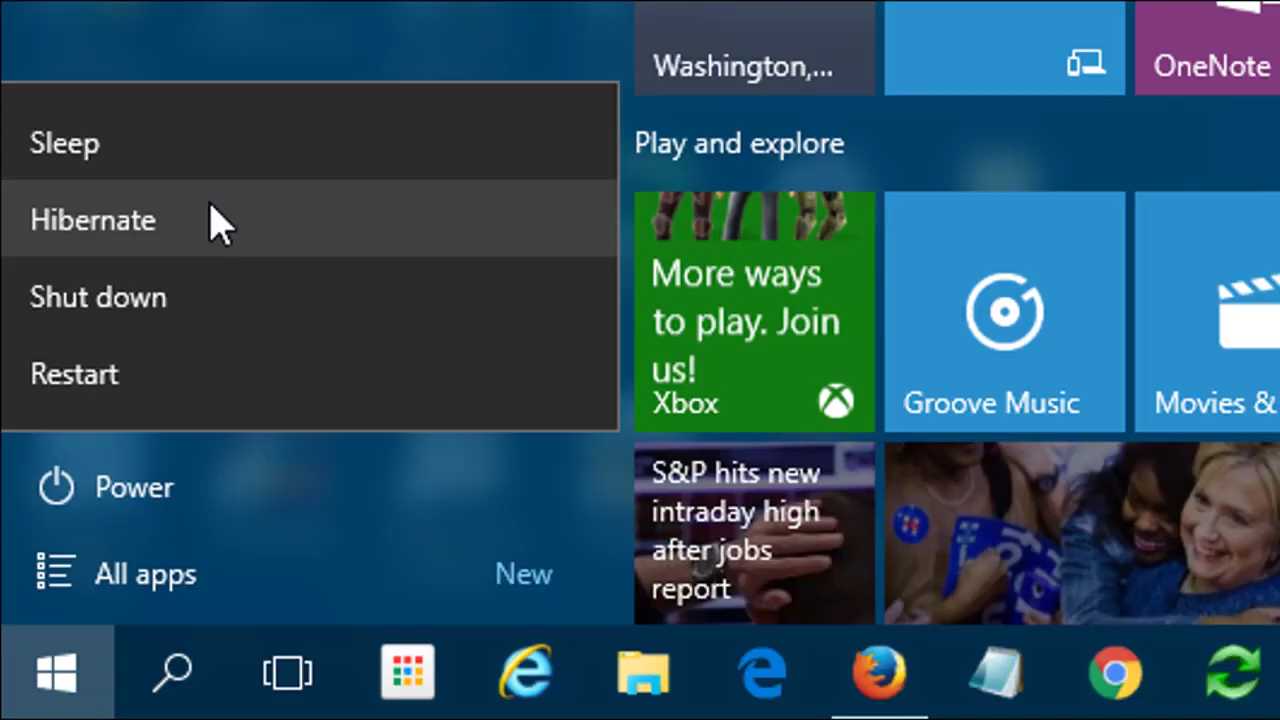 Washington,...
OneNote
Sleep
Play and explore
Hibernate
More ways
to play. Join
us!
Shut down
Restart
Xbox
Groove Music
Movies &
S&P hits new
intraday high
after jobs
report
Power
All apps
New